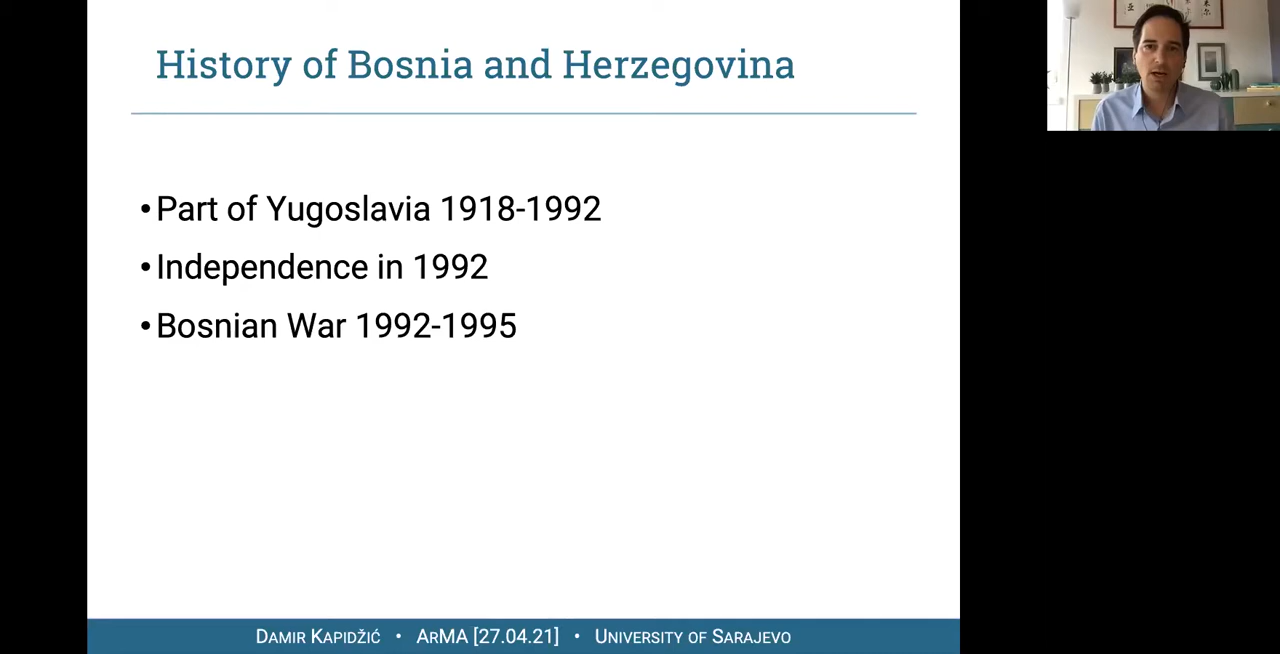 History of Bosnia and Herzegovina
•Part of Yugoslavia 1918-1992
•Independence in 1992
•Bosnian War 1992-1995
DAMIR KAPIDŽIĆ • ARMA [27.04.21] • UNIVERSITY OF SARAJEVO